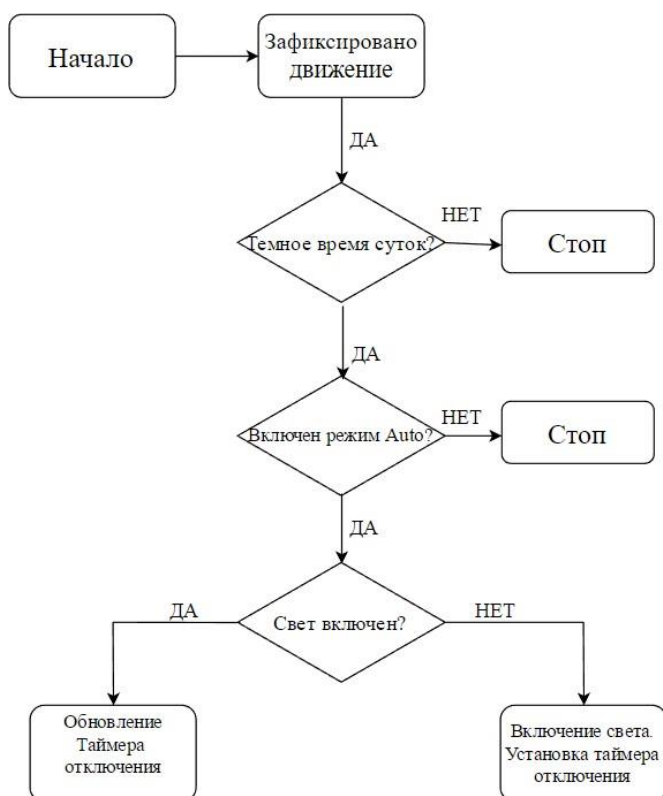 Начало
Зафиксировано
движение
ДА
Темное время суток?
НЕТ
Стоп
ДА
Включен режим Auto?
НЕТ
Стоп
ДА
Свет включен?
ДА
НЕТ
Обновление
Таймера
отключения
Включение света.
Установка таймера
отключения